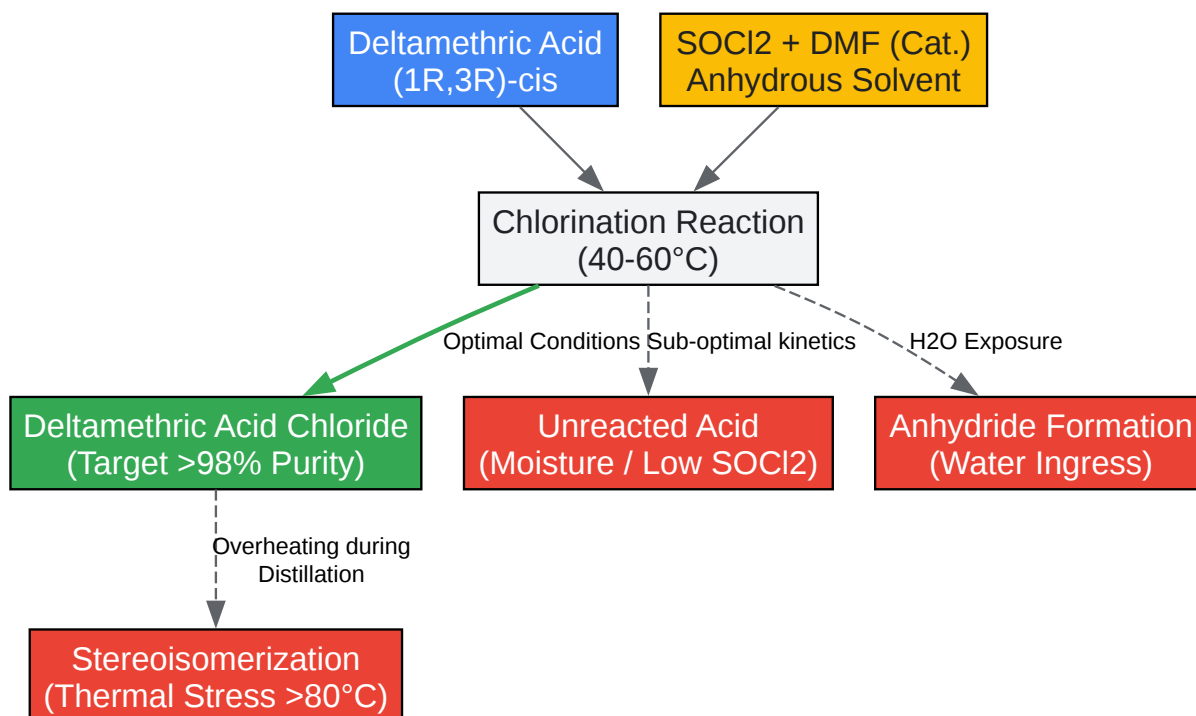 Deltamethric Acid
(1R,3R)-cis
SOCl2 + DMF (Cat.)
Anhydrous Solvent
Chlorination Reaction
(40-60°C)
Optimal Conditions
Sub-optimal kinetics
H2O Exposure
Deltamethric Acid Chloride
(Target >98% Purity)
Unreacted Acid
(Moisture / Low SOCl2)
Anhydride Formation
(Water Ingress)
Overheating during
Distillation
Stereoisomerization
(Thermal Stress >80°C)